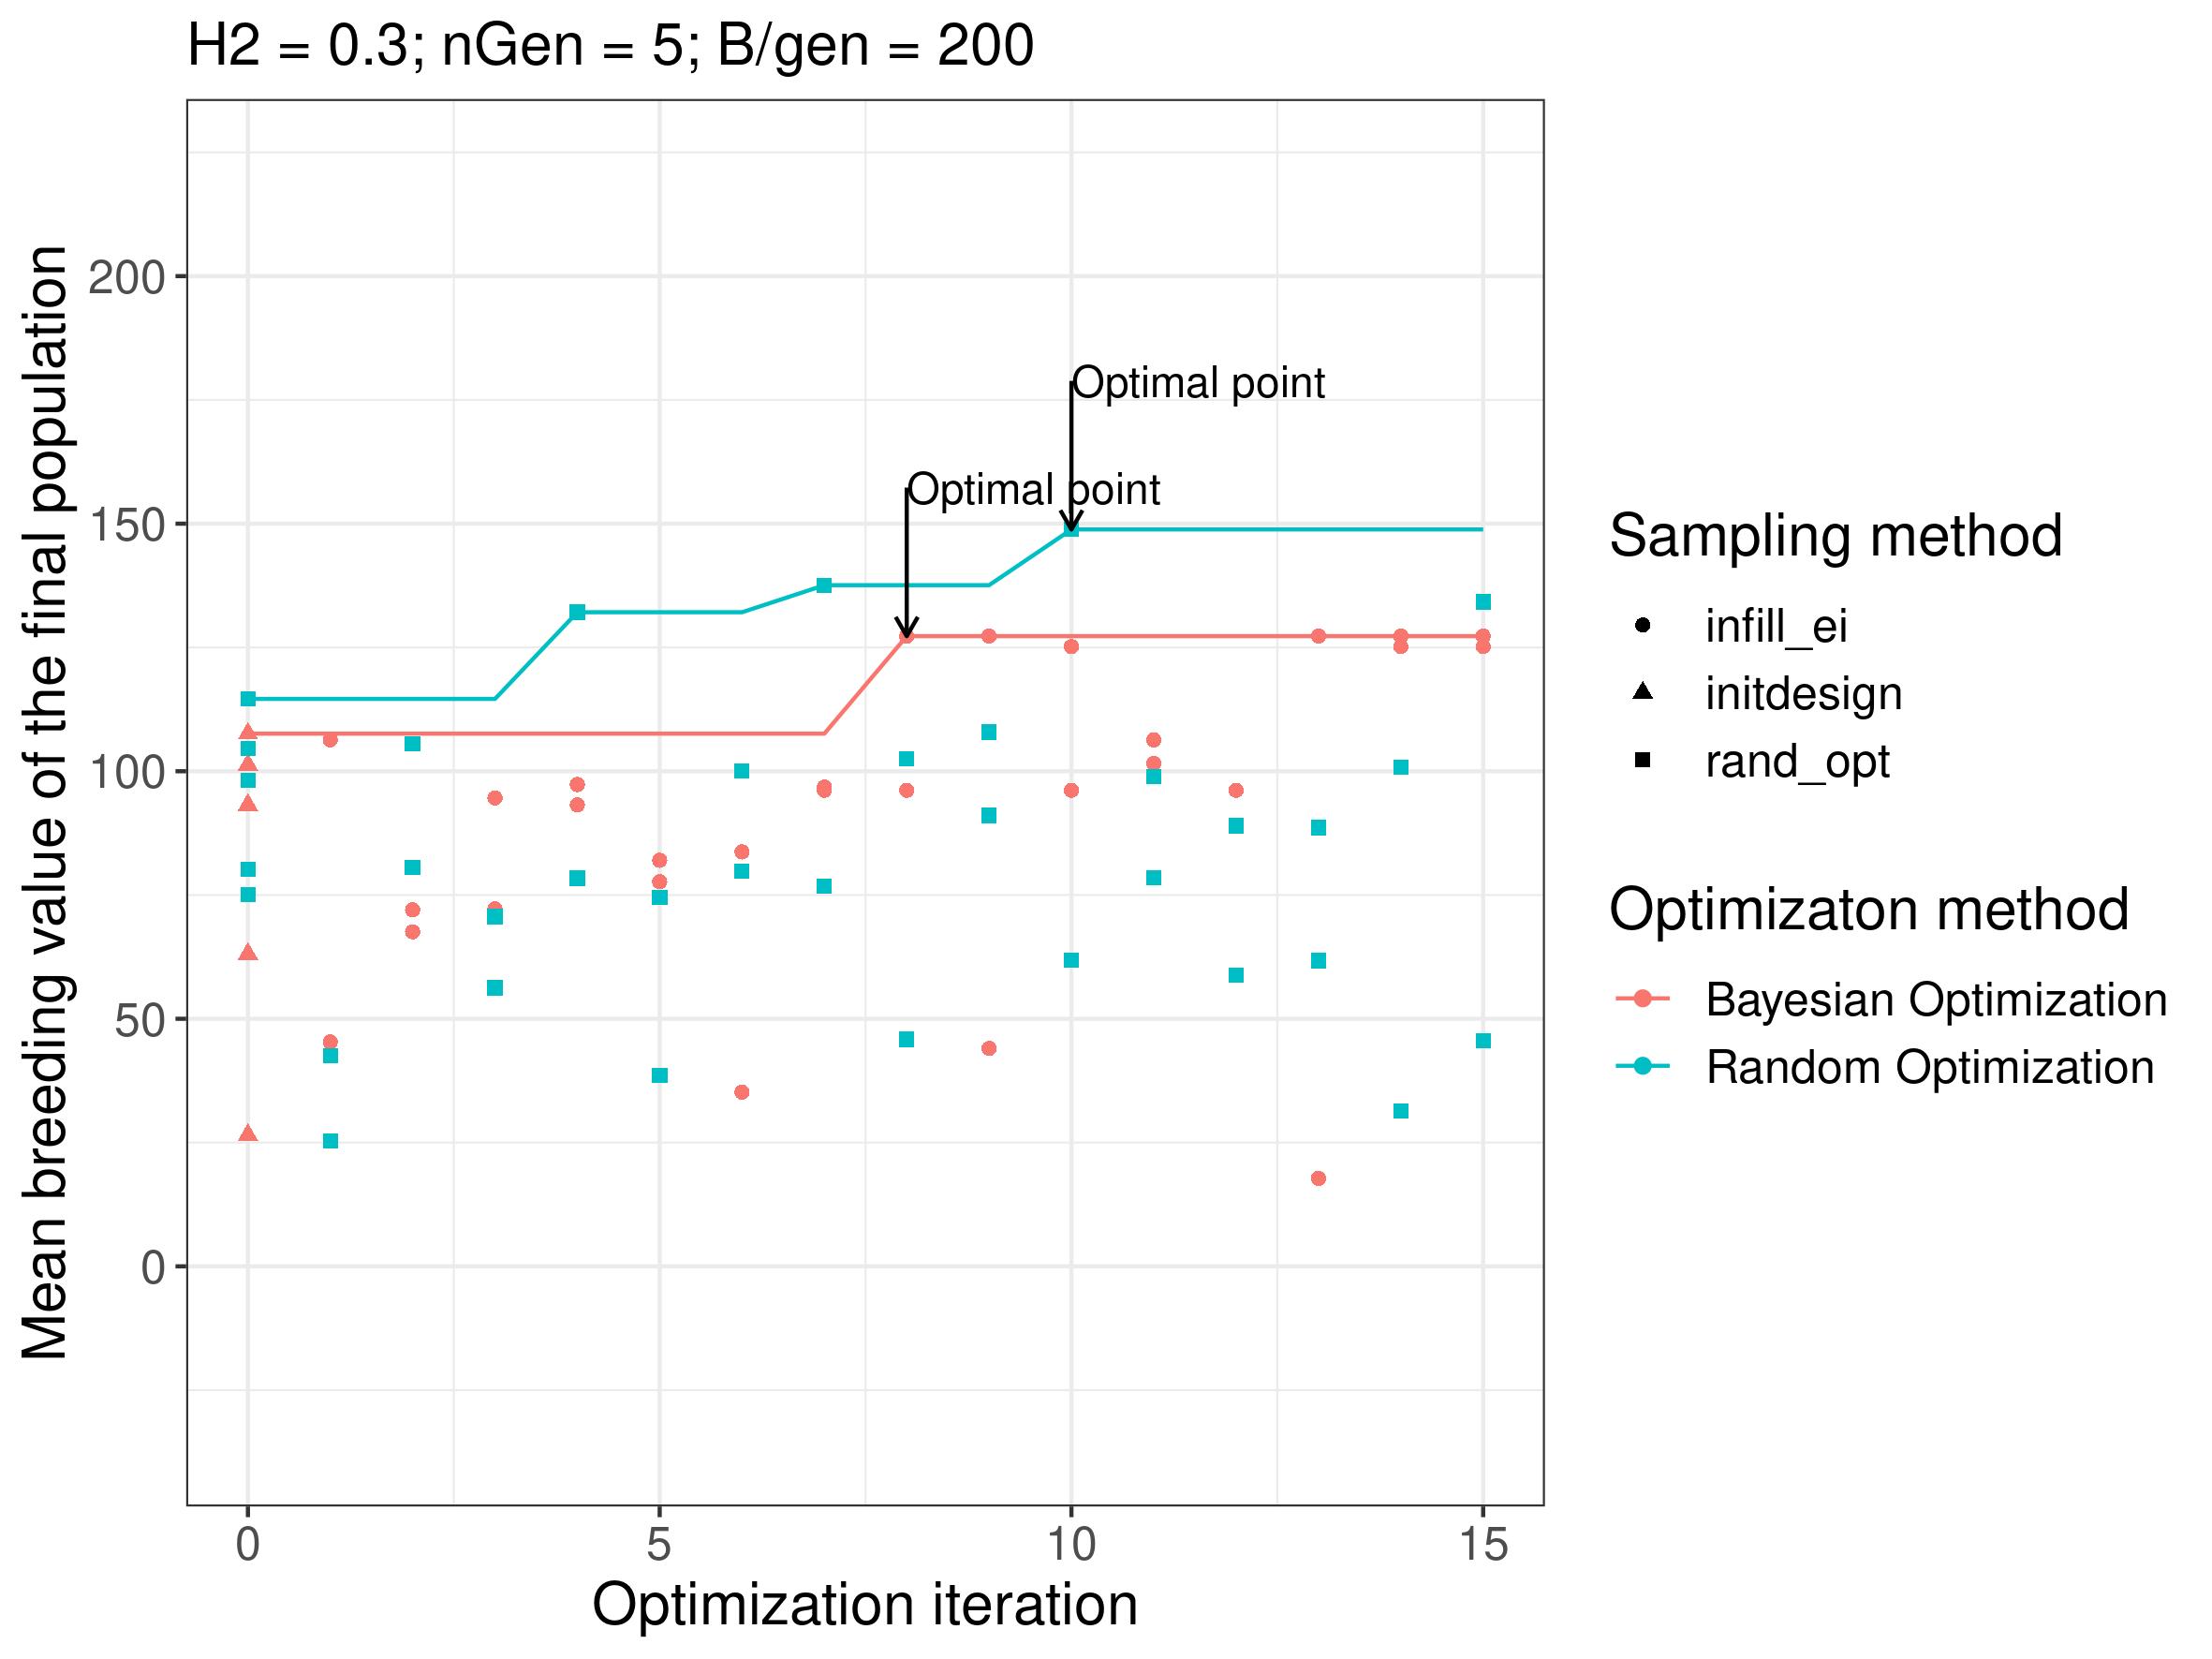 H2 = 0.3; nGen = 5; B/gen = 200
Mean breeding value of the final population
200
150
100
50
0
Optimal point
Optimal point
0
5
10
15
Optimization iteration
Sampling method
infill_ei
initdesign
rand_opt
Optimizaton method
Bayesian Optimization
Random Optimization